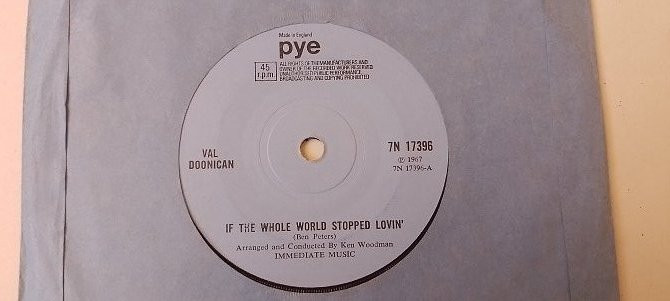 Made in England
pye
45
r.p.m.
ALL RIGHTS OF THE MANUFACTURERS AND
OWNER OF THE RECORDED WORK RESERVED
UNAUTHORISED PUBLIC PERFORMANCE
BROADCASTING AND COPYING PROHIBITED
VAL
DOONICAN
7N 17396
℗ 1967
7N 17396-A
IF THE WHOLE WORLD STOPPED LOVIN'
(Ben Peters)
Arranged and Conducted By Ken Woodman
IMMEDIATE MUSIC